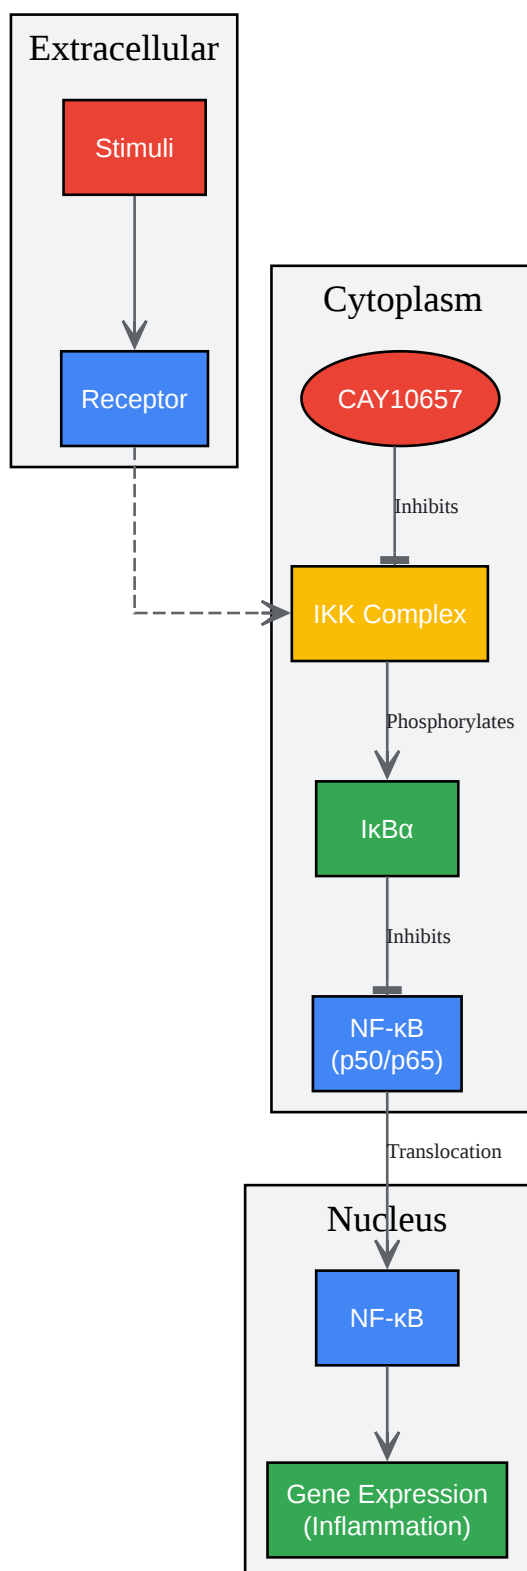 Extracellular
Stimuli
Receptor
Cytoplasm
CAY10657
Inhibits
IKK Complex
Phosphorylates
IκBα
Inhibits
NF-κB
(p50/p65)
Translocation
Nucleus
NF-κB
Gene Expression
(Inflammation)